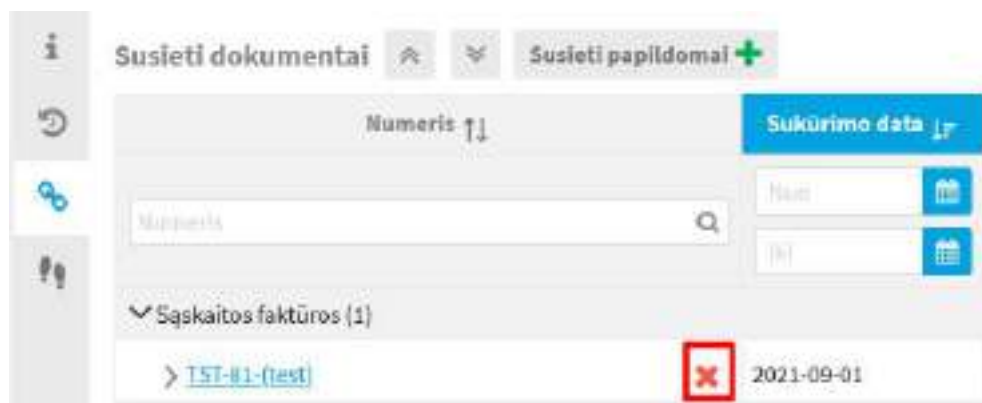 Susieti dokumentai
Susieti papildomai
Numeris
Sukūrimo data
Nuo
Numeris
Iki
Sąskaitos faktūros (1)
TST-81-(test)
2021-09-01